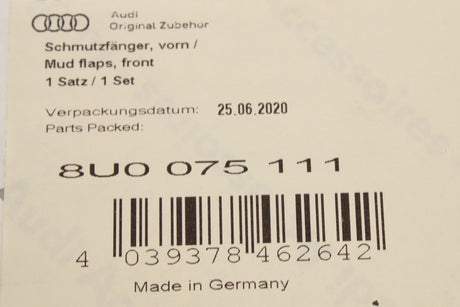 Audi
Original Zubehör
Schmutzfänger, vorn /
Mud flaps, front
1 Satz / 1 Set
Verpackungsdatum: 25.06.2020
Parts Packed:
8U0 075 111
4 039378 462642
Made in Germany